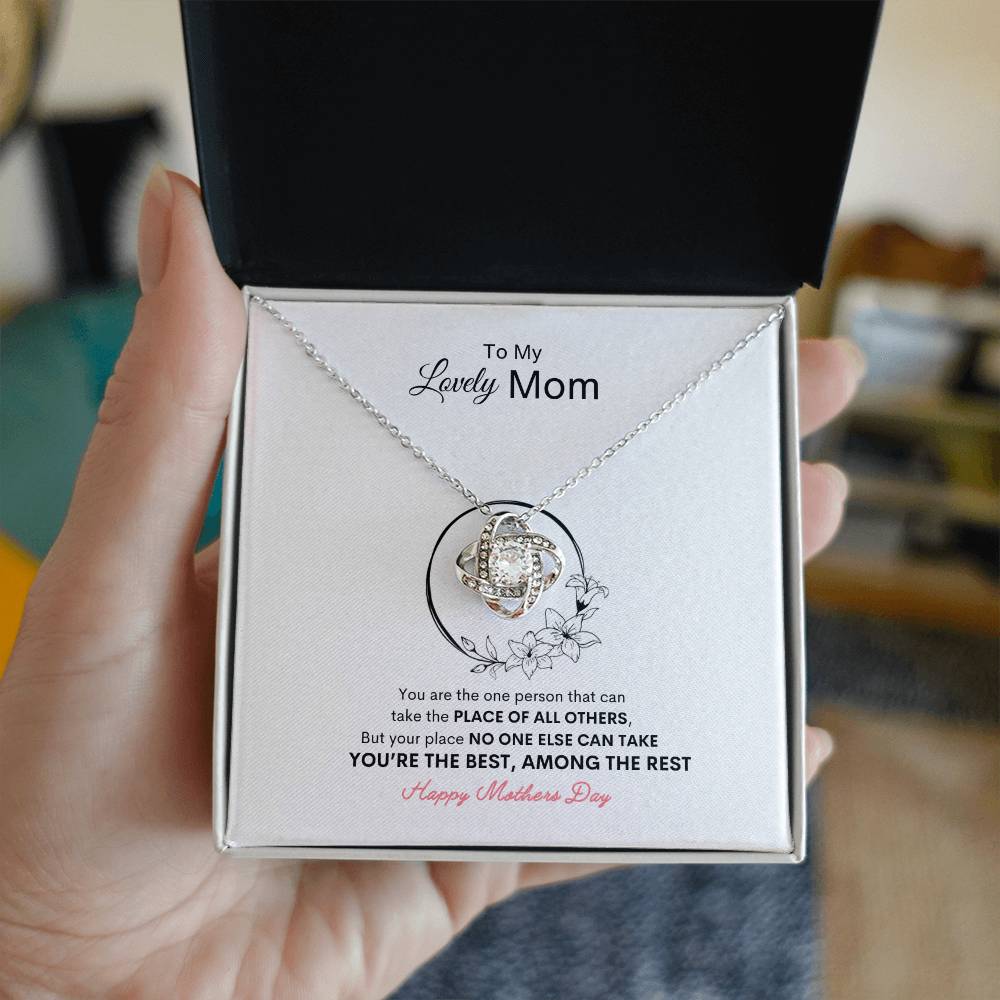 To My
Lovely Mom
You are the one person that can
take the PLACE OF ALL OTHERS,
But your place NO ONE ELSE CAN TAKE
YOU’RE THE BEST, AMONG THE REST
Happy Mothers Day